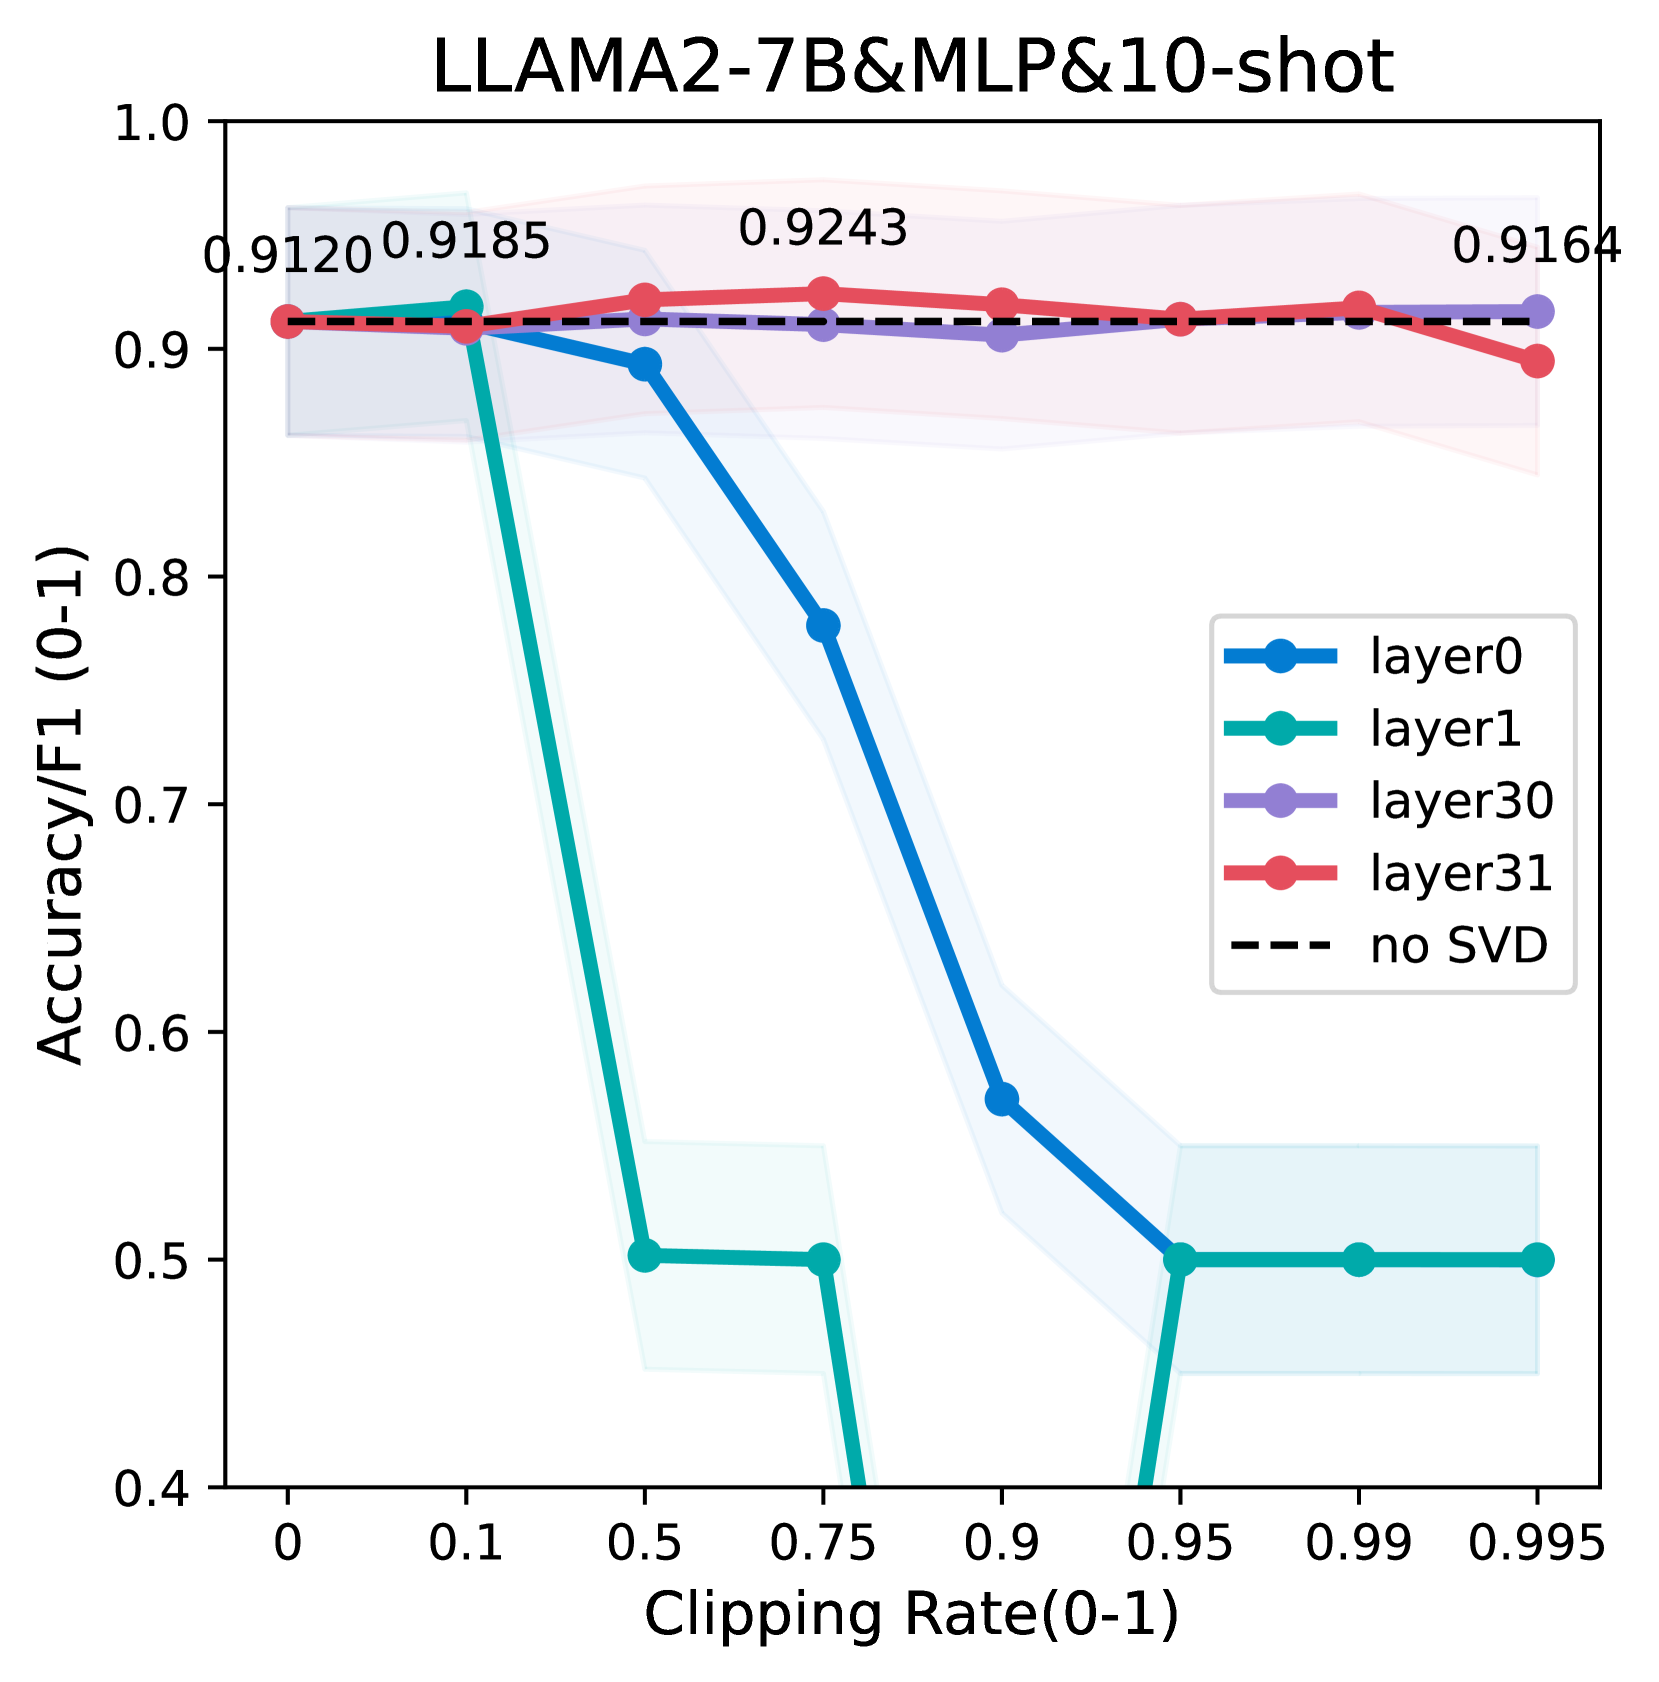 LLAMA2-7B&MLP&10-shot
1.0
0.9
0.8
0.7
0.6
0.5
0.4
Accuracy/F1 (0-1)
0.9120
0.9185
0.9243
0.9164
layer0
layer1
layer30
layer31
no SVD
0 0.1 0.5 0.75 0.9 0.95 0.99 0.995
Clipping Rate(0-1)